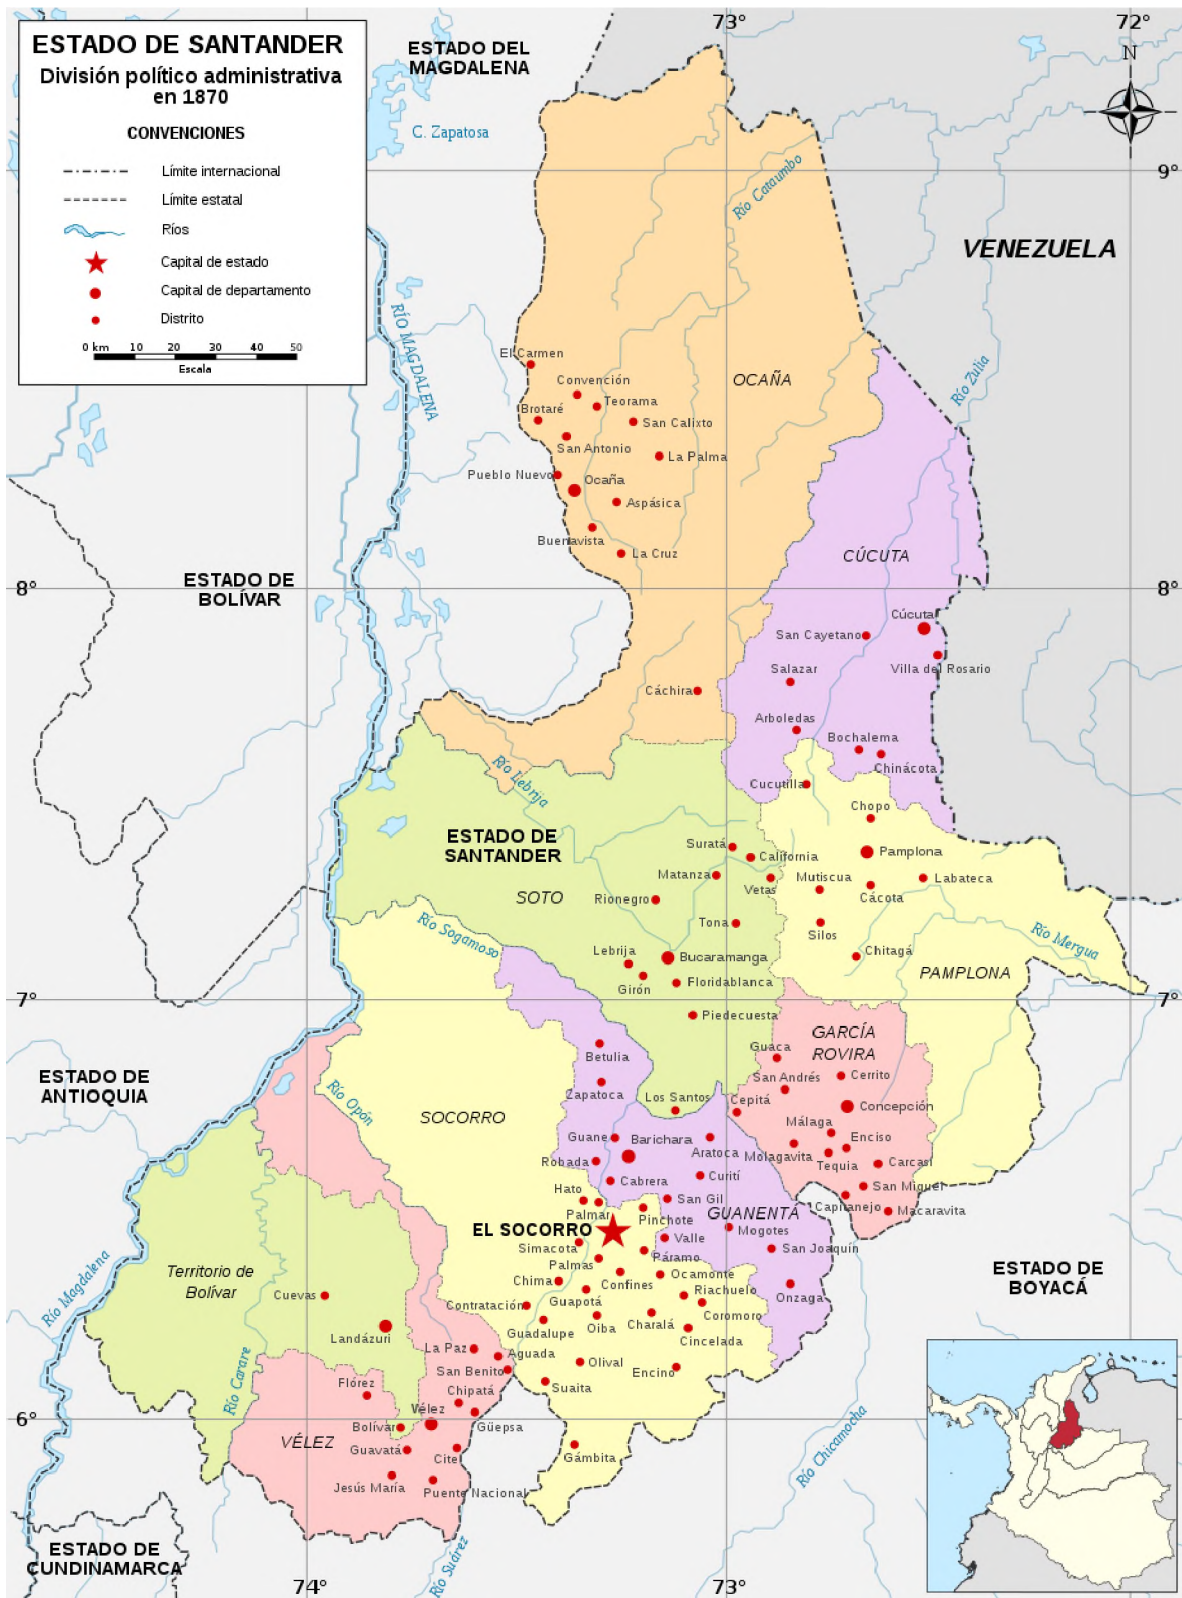 ESTADO DE SANTANDER
División político administrativa
en 1870
CONVENCIONES
Límite internacional
Límite estatal
Ríos
Capital de estado
Capital de departamento
Distrito
0 km 10 20 30 40 50
Escala
73°
72°
N
ESTADO DEL
MAGDALENA
C. Zapatosa
9°
Río Cataumbo
VENEZUELA
RÍO MAGDALENA
Río Zulia
El Carmen
OCAÑA
Convención
Teorama
Brotaré
San Calixto
San Antonio
La Palma
Pueblo Nuevo
Ocaña
Aspásica
Buenavista
La Cruz
CÚCUTA
ESTADO DE
BOLÍVAR
8°
8°
Cúcuta
San Cayetano
Villa del Rosario
Salazar
Cáchira
Arboledas
Bochalema
Chinácota
Río Lebrija
Cucutilla
Chopo
ESTADO DE
SANTANDER
Suratá
California
Pamplona
Matanza
Vetas
Mutiscua
Labateca
Cácota
SOTO
Rionegro
Río Sogamoso
Tona
Silos
Río Mergua
Lebrija
Bucaramanga
Chitagá
PAMPLONA
Girón
Floridablanca
7°
7°
Piedecuesta
GARCÍA
ROVIRA
Betulia
Guaca
ESTADO DE
ANTIOQUIA
San Andrés
Cerrito
Zapatoca
Río Opón
SOCORRO
Los Santos
Cepitá
Concepción
Málaga
Guane
Barichara
Aratoca
Enciso
Molagavita
Tequia
Robada
Carcasí
Curití
Cabrera
San Miguel
Hato
San Gil
Palmar
Capitanejo
Macaravita
Pinchote
GUANENTÁ
EL SOCORRO
Mogotes
Valle
Simacota
Páramo
San Joaquín
Palmas
Territorio de
Bolívar
Chima
Confines
Ocamonte
ESTADO DE
BOYACÁ
Río Magdalena
Cuevas
Guapotá
Riachuelo
Onzaga
Contratación
Coromoro
Guadalupe
Oiba
Charalá
Cincelada
Landázuri
La Paz
Aguada
Olival
San Benito
Encino
Río Carare
Flórez
Chipatá
Suaita
6°
6°
Vélez
Bolívar
Güepsa
VÉLEZ
Guavatá
Cite
Gámbita
Río Chicamocha
Jesús María
Puente Nacional
ESTADO DE
CUNDINAMARCA
Río Suárez
74°
73°